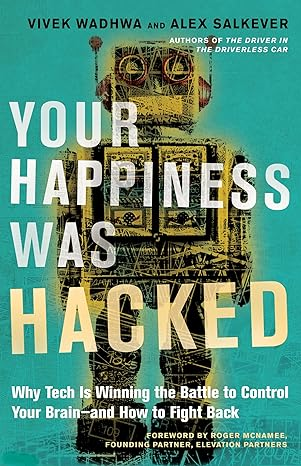 VIVEK WADHWA AND ALEX SALKEVER
AUTHORS OF THE DRIVER IN
THE DRIVERLESS CAR
YOUR
HAPPINESS
WAS
HACKED
Why Tech Is Winning the Battle to Control
Your Brain—and How to Fight Back
FOREWORD BY ROGER MCNAMEE,
FOUNDING PARTNER, ELEVATION PARTNERS